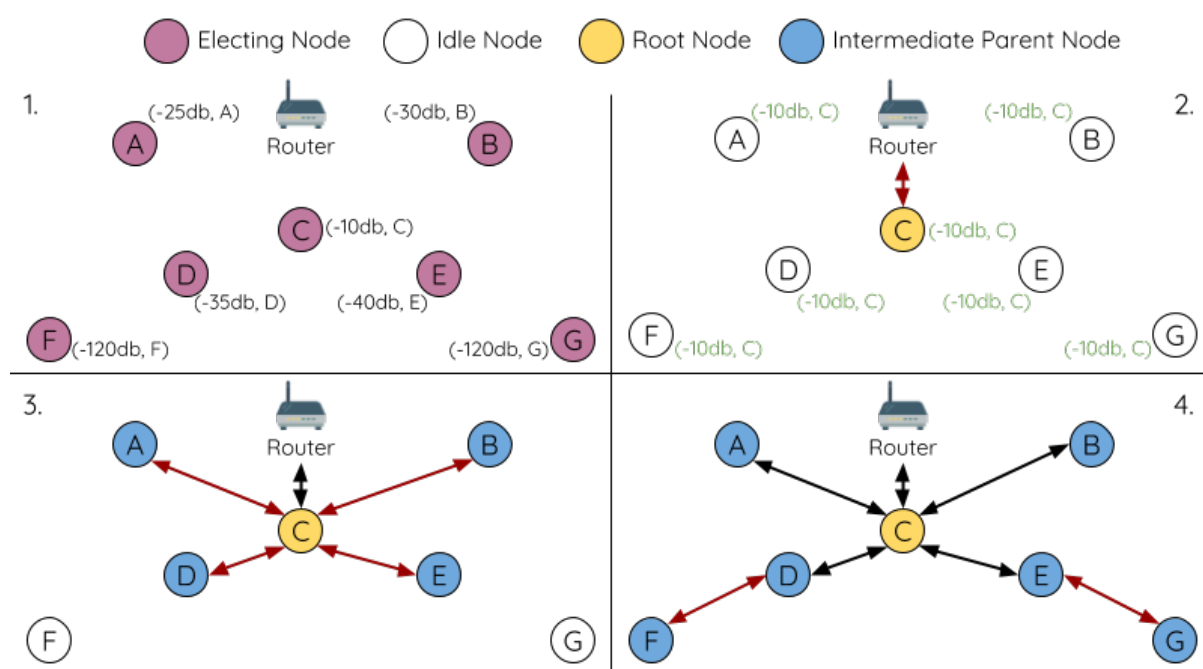 Electing Node
Idle Node
Root Node
Intermediate Parent Node
1.
(-25db, A)
A
Router
(-30db, B)
B
C
(-10db, C)
D
(-35db, D)
E
(-40db, E)
F
(-120db, F)
G
(-120db, G)
2.
(-10db, C)
A
Router
(-10db, C)
B
C
(-10db, C)
D
(-10db, C)
E
(-10db, C)
F
(-10db, C)
G
(-10db, C)
3.
A
Router
B
C
D
E
F
G
4.
A
Router
B
C
D
E
F
G